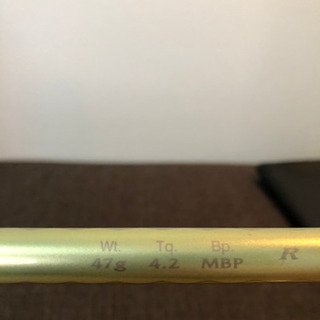 Wt. Tq. Bp.
47g 4.2 MBP R